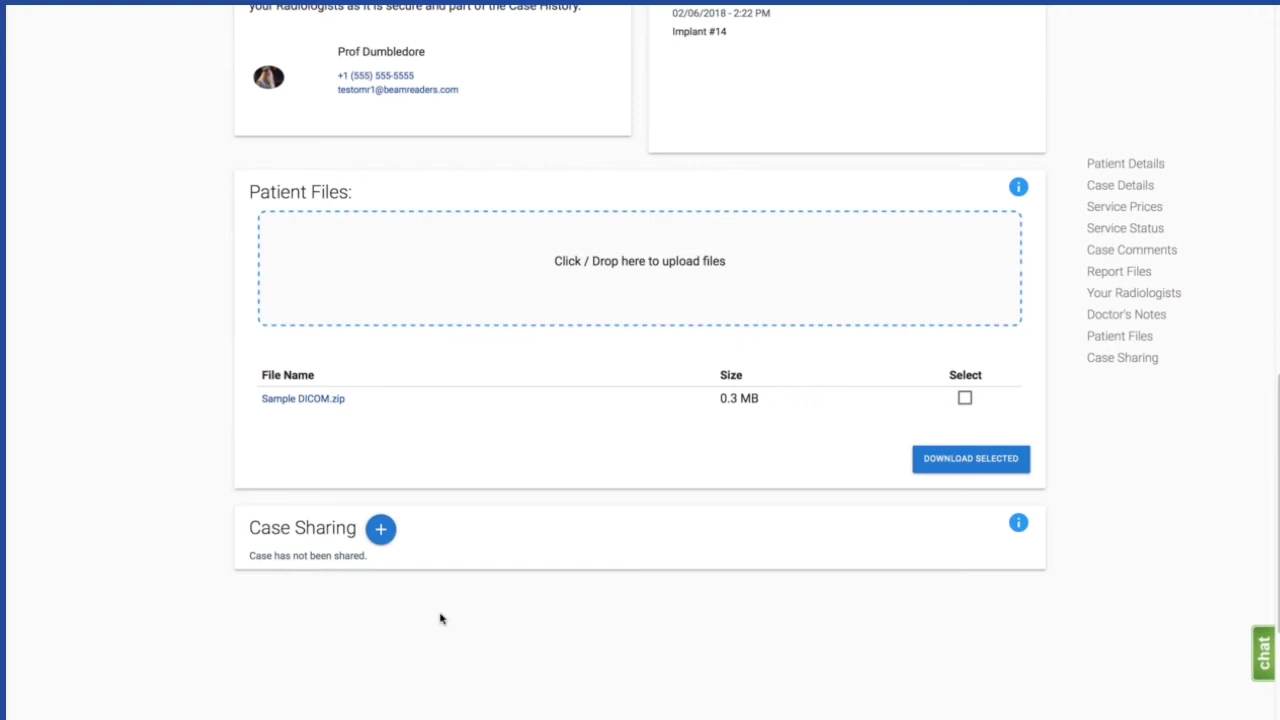 your Radiologists as it is secure and part of the Case History.
Prof Dumbledore
+1 (555) 555-5555
testomr1@beamreaders.com
02/06/2018 - 2:22 PM
Implant #14
Patient Files:
Click / Drop here to upload files
File Name Size Select
Sample DICOM.zip 0.3 MB
DOWNLOAD SELECTED
Case Sharing +
Case has not been shared.
Patient Details
Case Details
Service Prices
Service Status
Case Comments
Report Files
Your Radiologists
Doctor's Notes
Patient Files
Case Sharing
chat